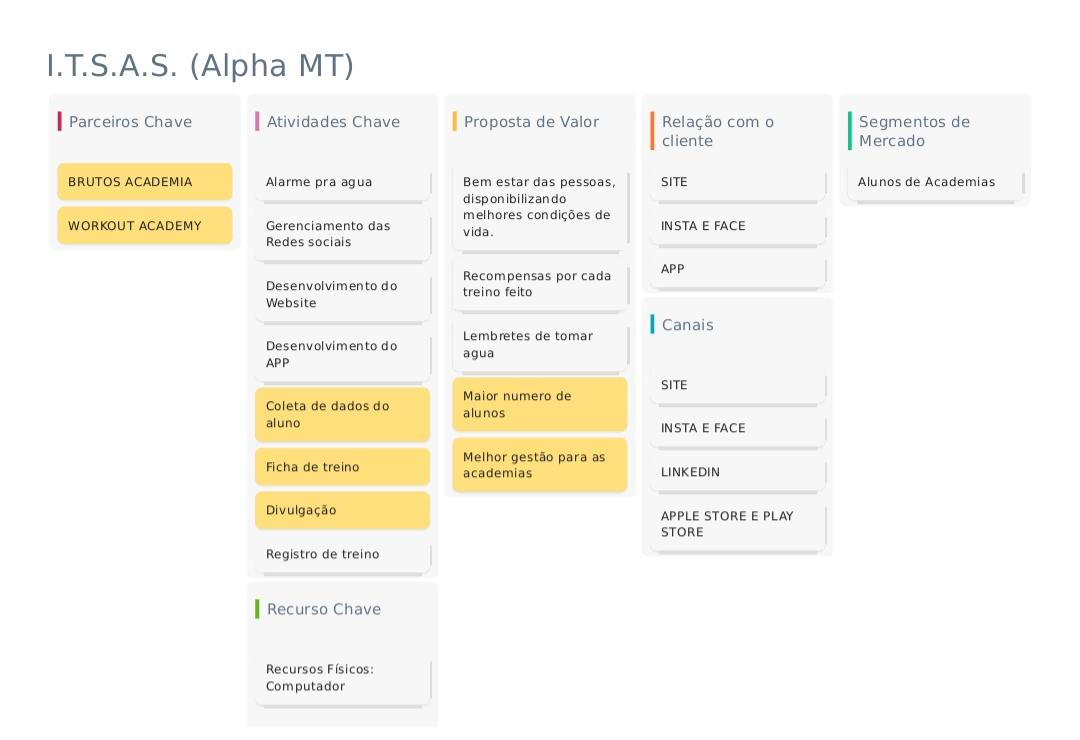 I.T.S.A.S. (Alpha MT)
Parceiros Chave
BRUTOS ACADEMIA
WORKOUT ACADEMY
Atividades Chave
Alarme pra agua
Gerenciamento das
Redes sociais
Desenvolvimento do
Website
Desenvolvimento do
APP
Coleta de dados do
aluno
Ficha de treino
Divulgação
Registro de treino
Recurso Chave
Recursos Físicos:
Computador
Proposta de Valor
Bem estar das pessoas,
disponibilizando
melhores condições de
vida.
Recompensas por cada
treino feito
Lembretes de tomar
agua
Maior numero de
alunos
Melhor gestão para as
academias
Relação com o
cliente
SITE
INSTA E FACE
APP
Canais
SITE
INSTA E FACE
LINKEDIN
APPLE STORE E PLAY
STORE
Segmentos de
Mercado
Alunos de Academias